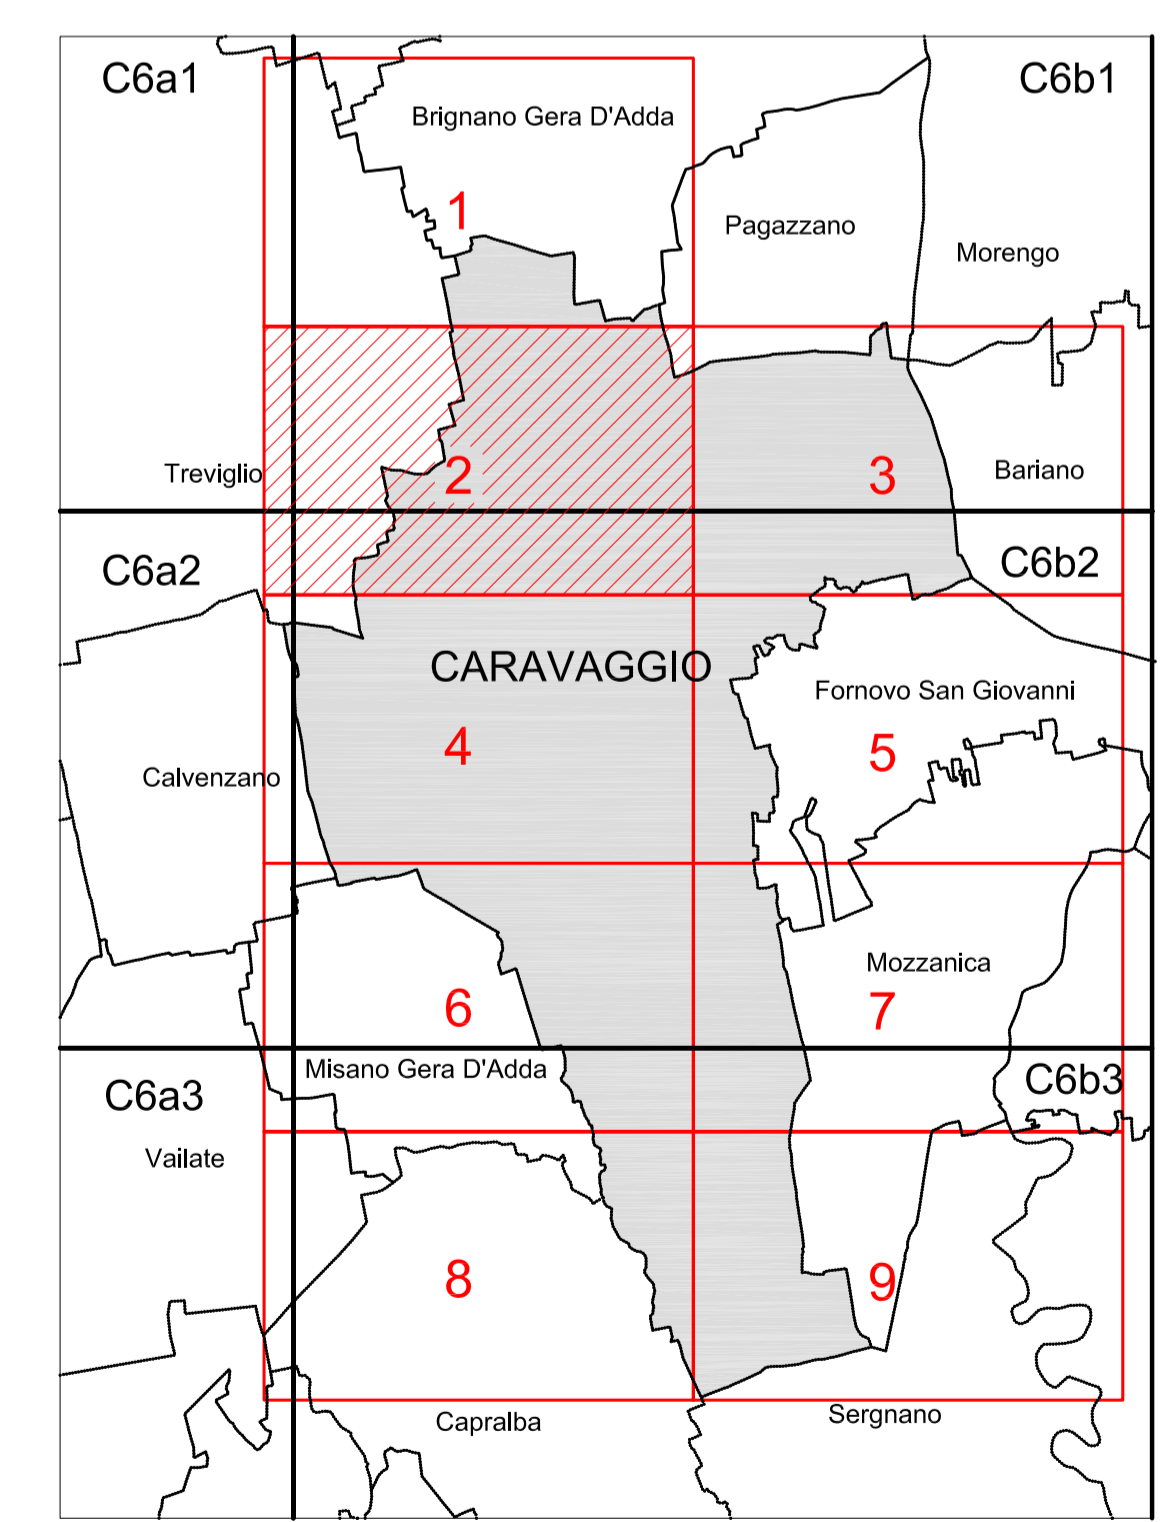 C6a1
C6b1
Brignano Gera D'Adda
1
Pagazzano
Morengo
Treviglio
2
3
Bariano
C6a2
C6b2
CARAVAGGIO
Fornovo San Giovanni
4
5
Calvenzano
Mozzanica
6
7
Misano Gera D'Adda
C6a3
C6b3
Vailate
8
9
Capralba
Sergnano